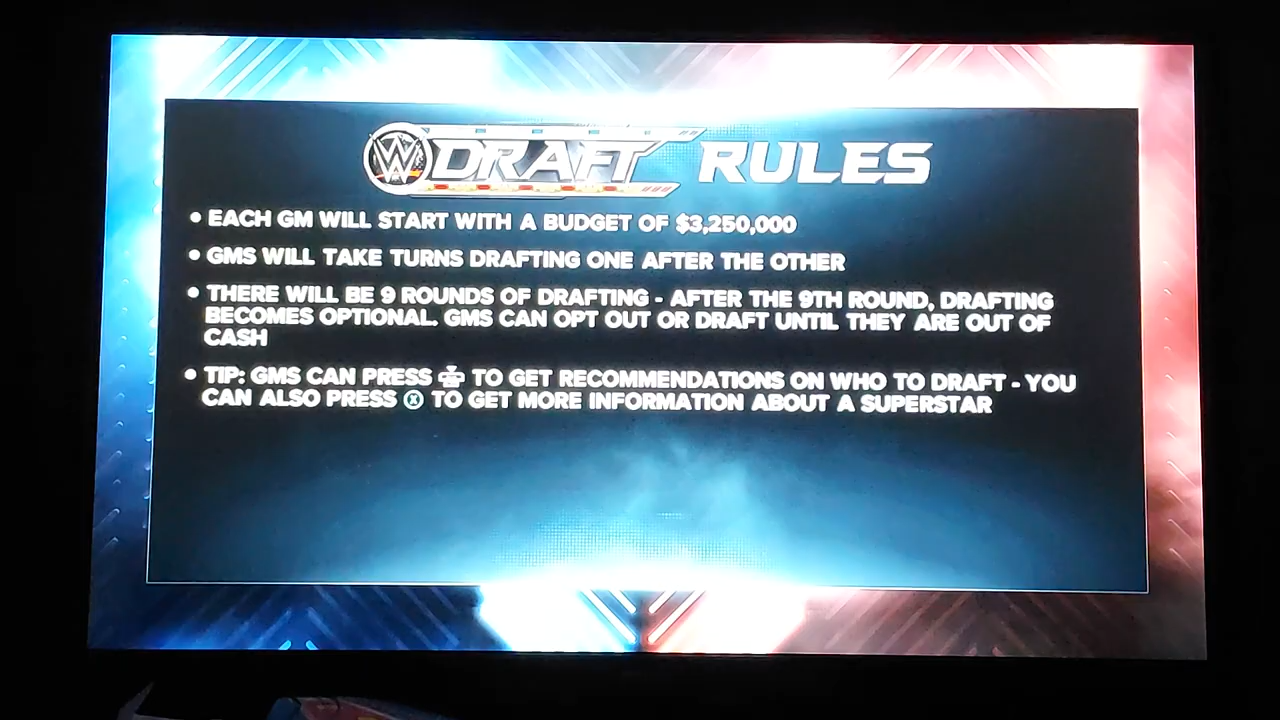 W DRAFT RULES
• EACH GM WILL START WITH A BUDGET OF $3,250,000
• GMS WILL TAKE TURNS DRAFTING ONE AFTER THE OTHER
• THERE WILL BE 9 ROUNDS OF DRAFTING - AFTER THE 9TH ROUND, DRAFTING
BECOMES OPTIONAL. GMS CAN OPT OUT OR DRAFT UNTIL THEY ARE OUT OF
CASH
• TIP: GMS CAN PRESS TO GET RECOMMENDATIONS ON WHO TO DRAFT - YOU
CAN ALSO PRESS Ⓧ TO GET MORE INFORMATION ABOUT A SUPERSTAR